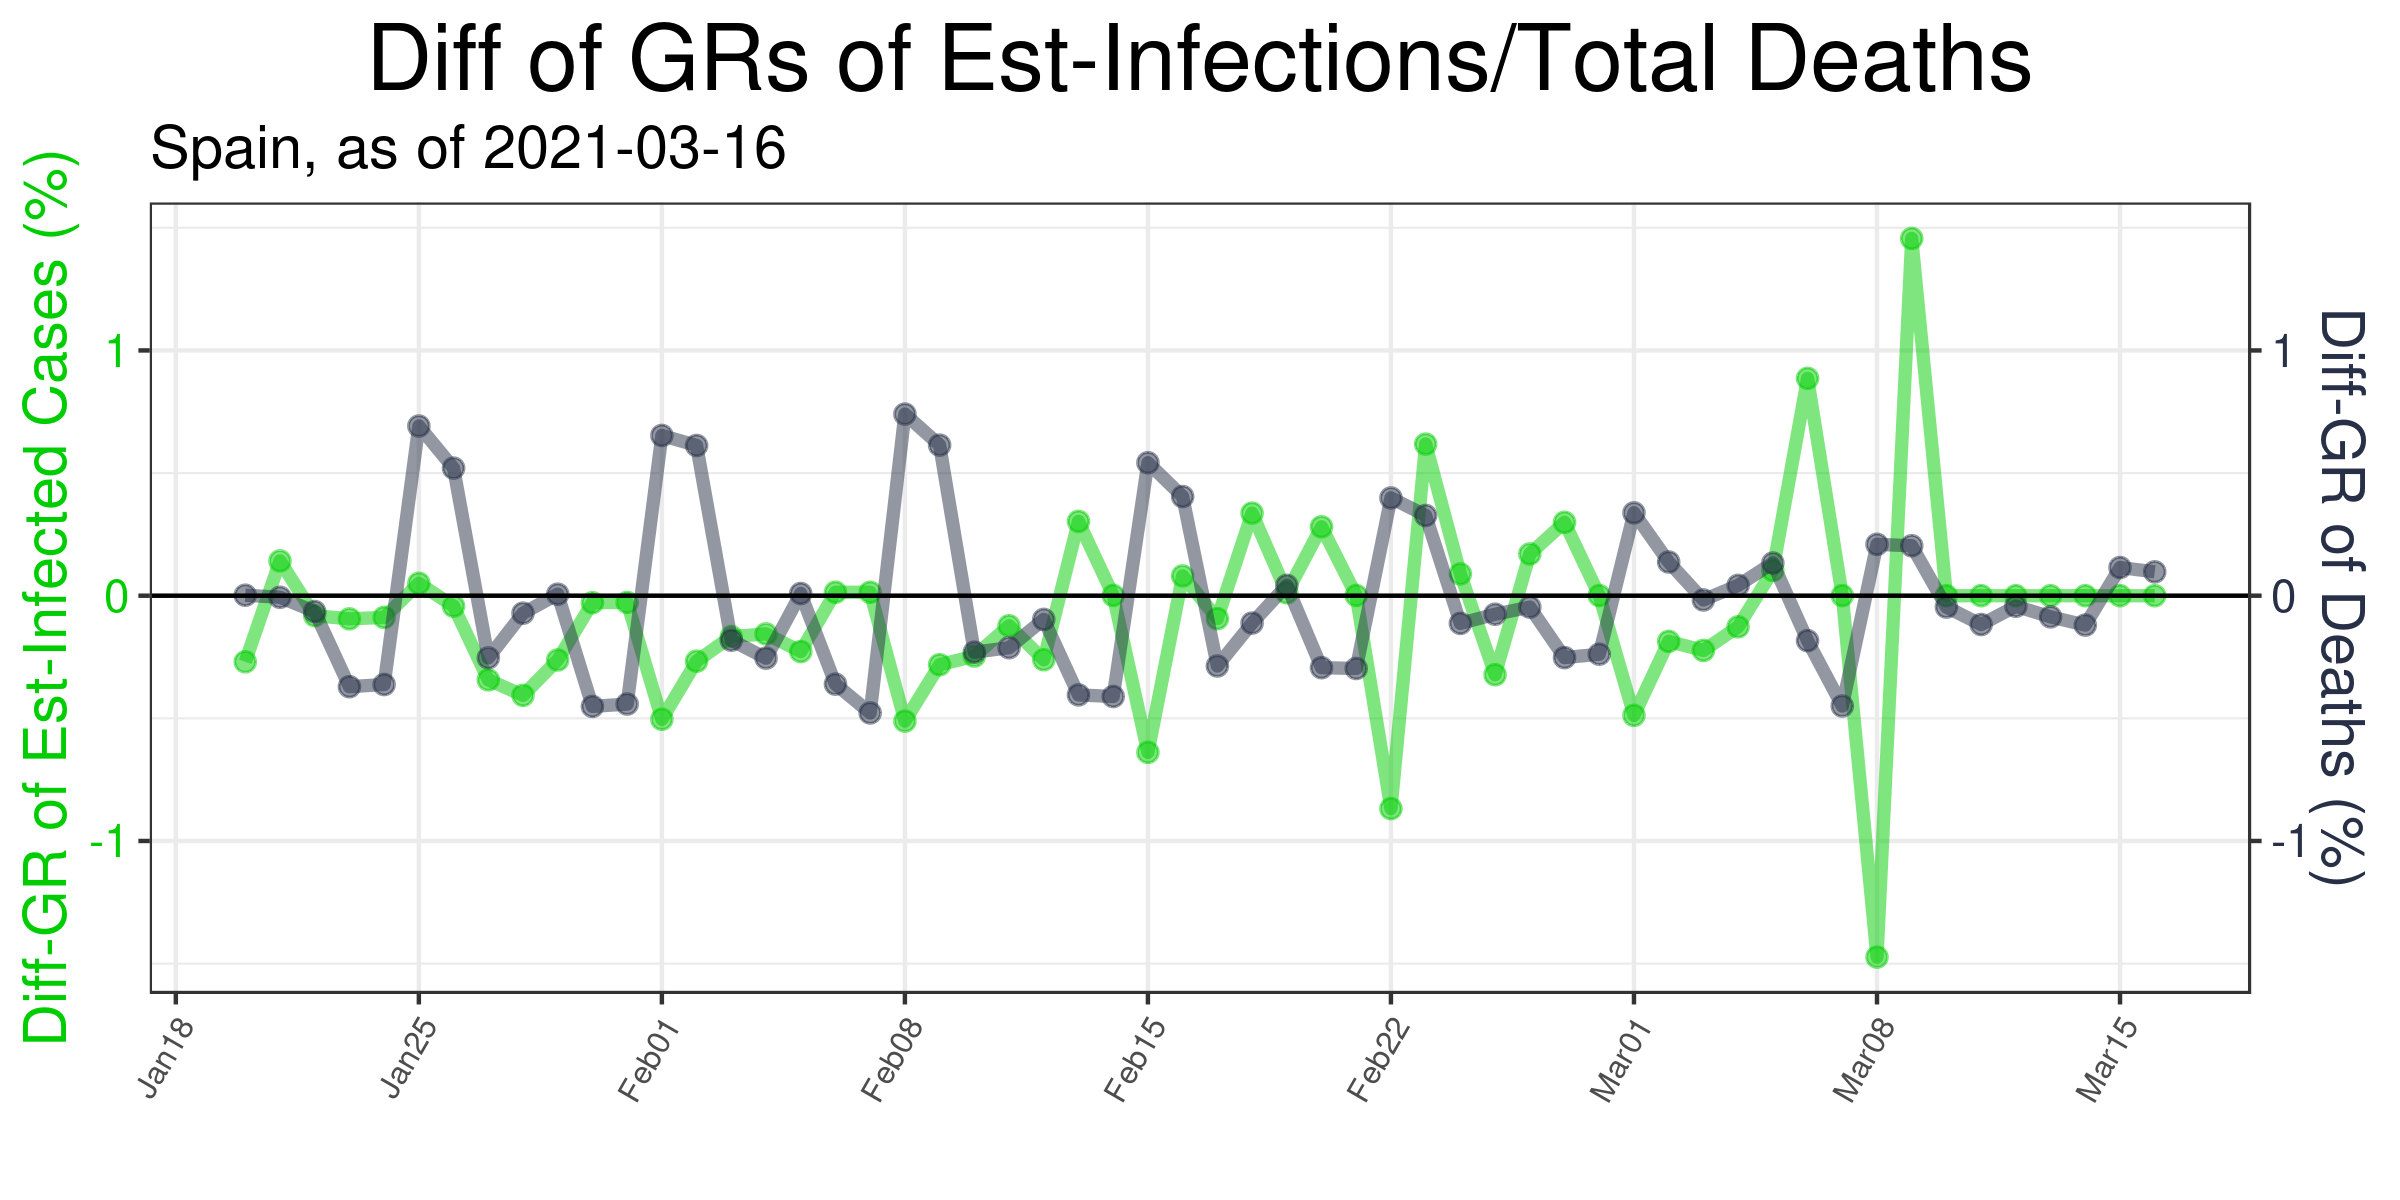 Diff of GRs of Est-Infections/Total Deaths
Spain, as of 2021-03-16
Diff-GR of Est-Infected Cases (%)
1
0
-1
1
0
-1
Diff-GR of Deaths (%)
Jan18
Jan25
Feb01
Feb08
Feb15
Feb22
Mar01
Mar08
Mar15